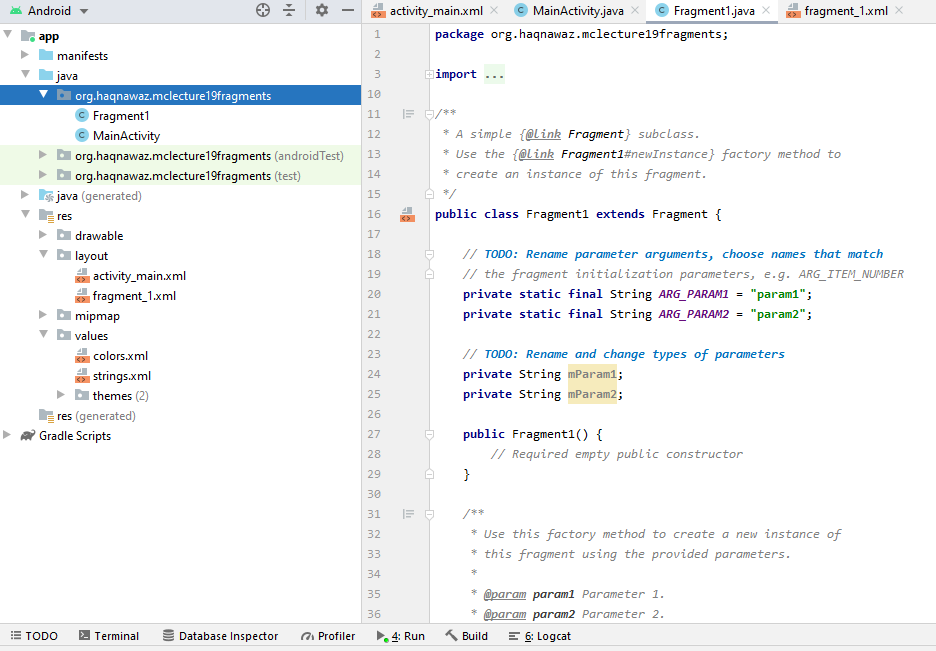 Android
activity_main.xml
MainActivity.java
Fragment1.java
fragment_1.xml
app
manifests
java
org.haqnawaz.mclecture19fragments
Fragment1
MainActivity
org.haqnawaz.mclecture19fragments (androidTest)
org.haqnawaz.mclecture19fragments (test)
java (generated)
res
drawable
layout
activity_main.xml
fragment_1.xml
mipmap
values
colors.xml
strings.xml
themes (2)
res (generated)
Gradle Scripts
1 package org.haqnawaz.mclecture19fragments;
2
3 import ...
10
11 /**
12 * A simple {@link Fragment} subclass.
13 * Use the {@link Fragment1#newInstance} factory method to
14 * create an instance of this fragment.
15 */
16 public class Fragment1 extends Fragment {
17
18 // TODO: Rename parameter arguments, choose names that match
19 // the fragment initialization parameters, e.g. ARG_ITEM_NUMBER
20 private static final String ARG_PARAM1 = "param1";
21 private static final String ARG_PARAM2 = "param2";
22
23 // TODO: Rename and change types of parameters
24 private String mParam1;
25 private String mParam2;
26
27 public Fragment1() {
28 // Required empty public constructor
29 }
30
31 /**
32 * Use this factory method to create a new instance of
33 * this fragment using the provided parameters.
34 *
35 * @param param1 Parameter 1.
36 * @param param2 Parameter 2.
TODO
Terminal
Database Inspector
Profiler
4: Run
Build
6: Logcat